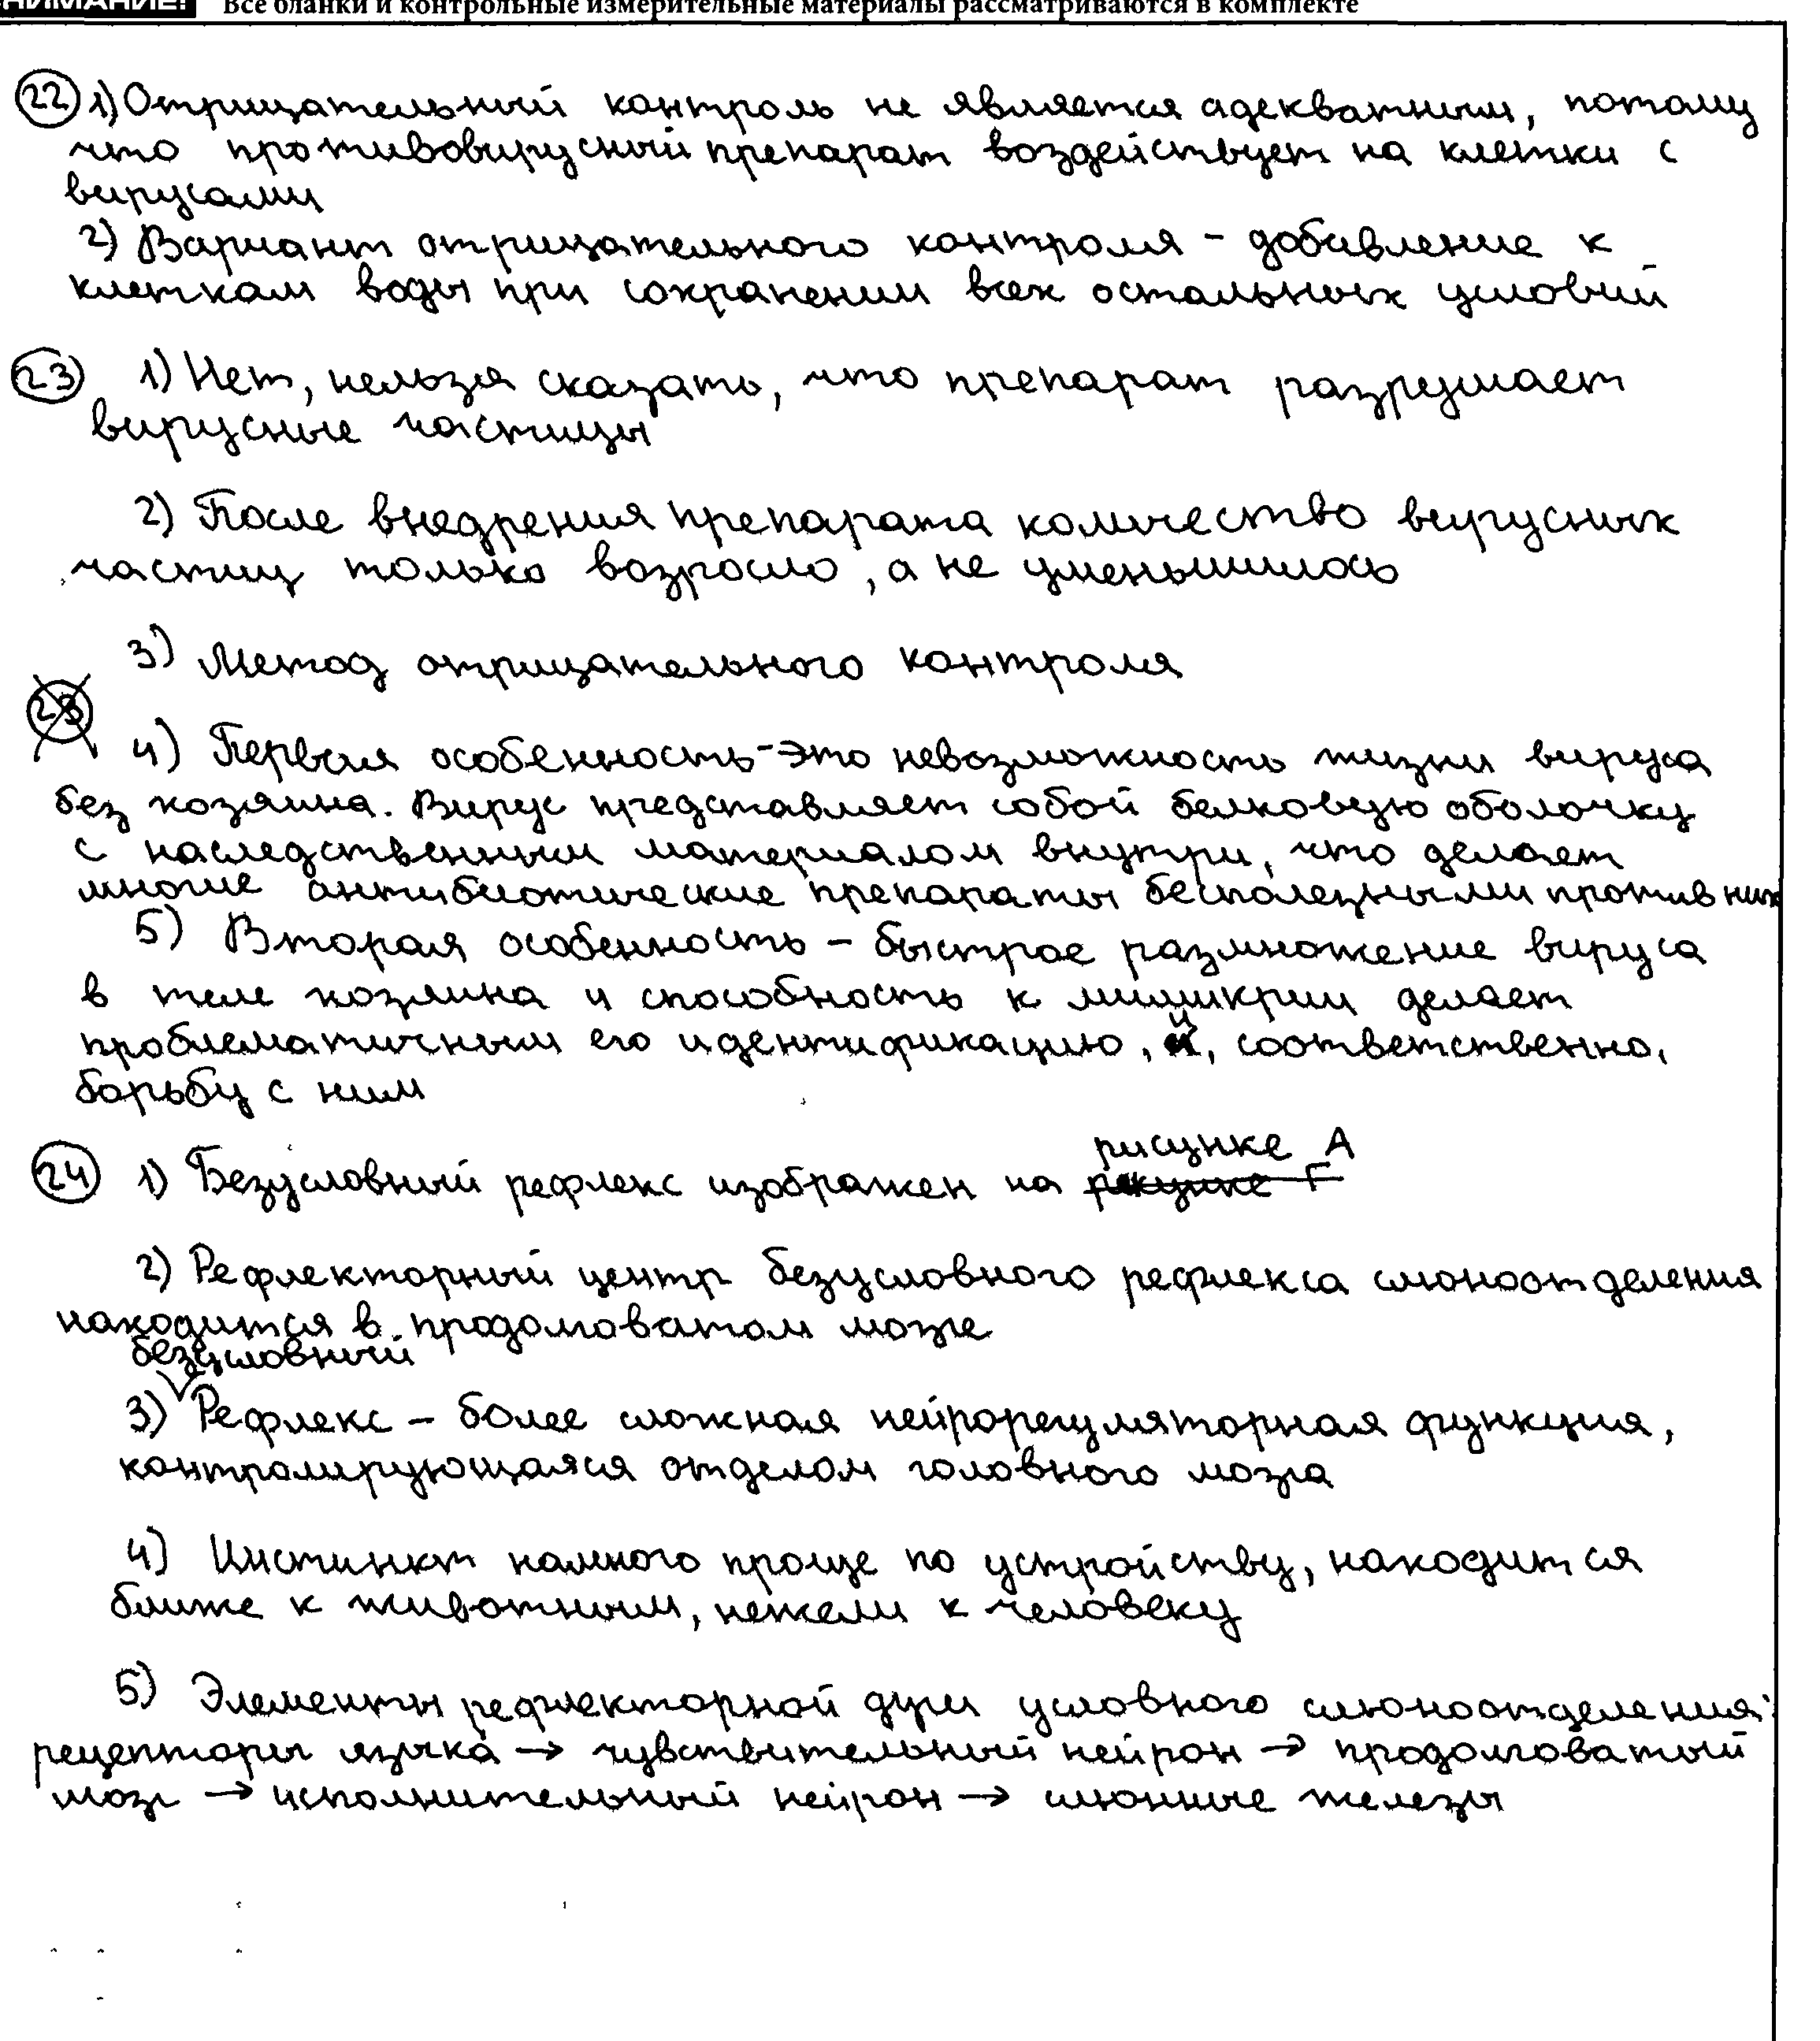 ВНИМАНИЕ! Все бланки и контрольные измерительные материалы рассматриваются в комплекте
22 1) Отрицательный контроль не является адекватным, потому
что противовирусный препарат воздействует на клетки с
вирусами
2) Вариант отрицательного контроля - добавление к
клеткам воды при сохранении всех остальных условий
23 1) Нет, нельзя сказать, что препарат разрушает
вирусные частицы
2) После внедрения препарата количество вирусных
частиц только возросло, а не уменьшилось
3) Метод отрицательного контроля
23
4) Первая особенность - это невозможность жизни вируса
без хозяина. Вирус представляет собой белковую оболочку
с наследственным материалом внутри, что делает
многие антибиотические препараты бесполезными против них
5) Вторая особенность - быстрое размножение вируса
в теле хозяина и способность к мимикрии делает
проблематичным его идентификацию, и, соответственно,
борьбу с ним
рисунке А
24 1) Безусловный рефлекс изображен на рисунке F
2) Рефлекторный центр безусловного рефлекса слюноотделения
находится в продолговатом мозге
безусловный
3) Рефлекс - более сложная нейрорегуляторная функция,
контролирующаяся отделом головного мозга
4) Инстинкт намного проще по устройству, находится
ближе к животным, нежели к человеку
5) Элементы рефлекторной дуги условного слюноотделения:
рецепторы языка → чувствительный нейрон → продолговатый
мозг → исполнительный нейрон → слюнные железы